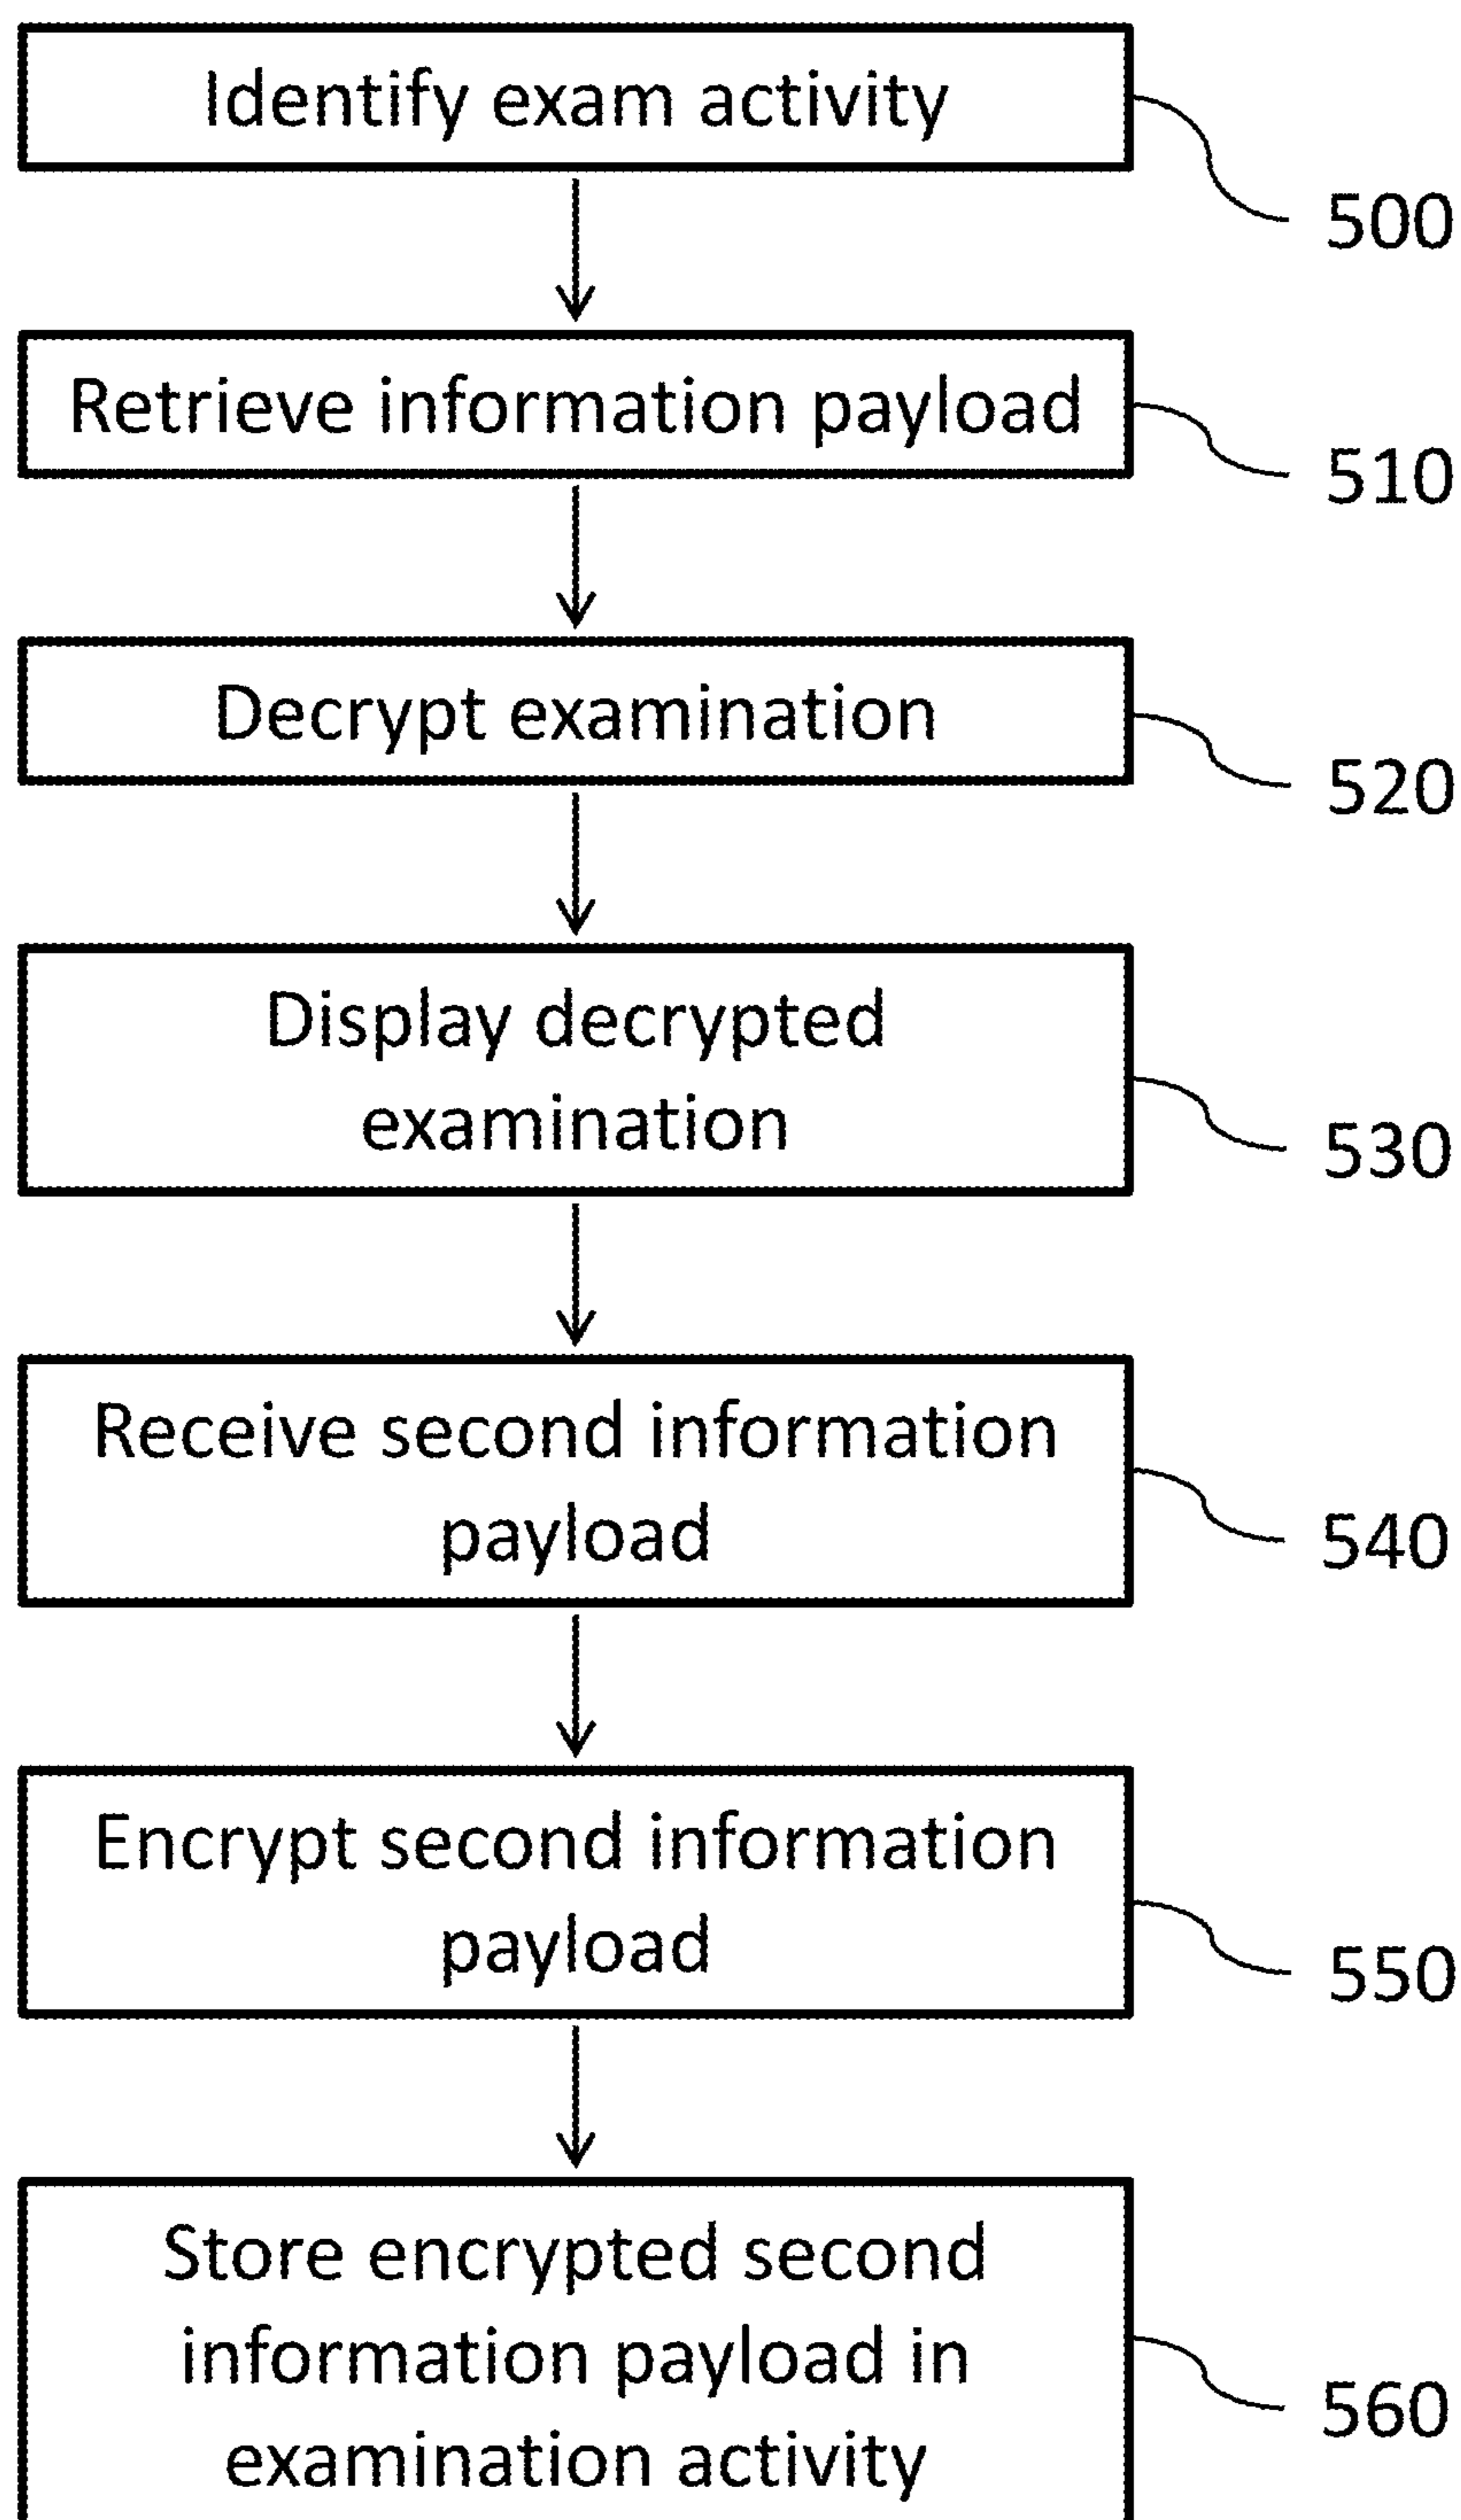 Identify exam activity
500
Retrieve information payload
510
Decrypt examination
520
Display decrypted
examination
530
Receive second information
payload
540
Encrypt second information
payload
550
Store encrypted second
information payload in
examination activity
560